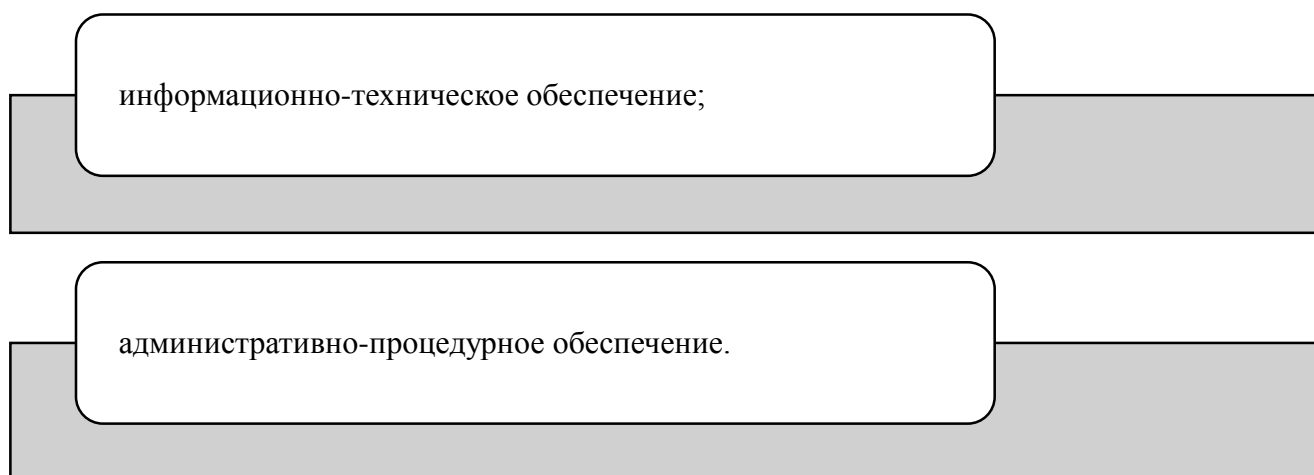 информационно-техническое обеспечение;
административно-процедурное обеспечение.